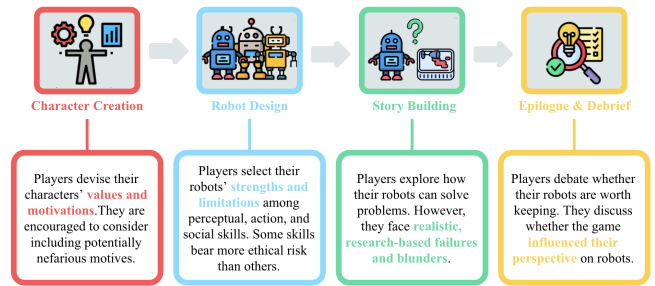 Character Creation
Robot Design
Story Building
Epilogue & Debrief
Players devise their
characters' values and
motivations.They are
encouraged to consider
including potentially
nefarious motives.
Players select their
robots' strengths and
limitations among
perceptual, action, and
social skills. Some skills
bear more ethical risk
than others.
Players explore how
their robots can solve
problems. However,
they face realistic,
research-based failures
and blunders.
Players debate whether
their robots are worth
keeping. They discuss
whether the game
influenced their
perspective on robots.